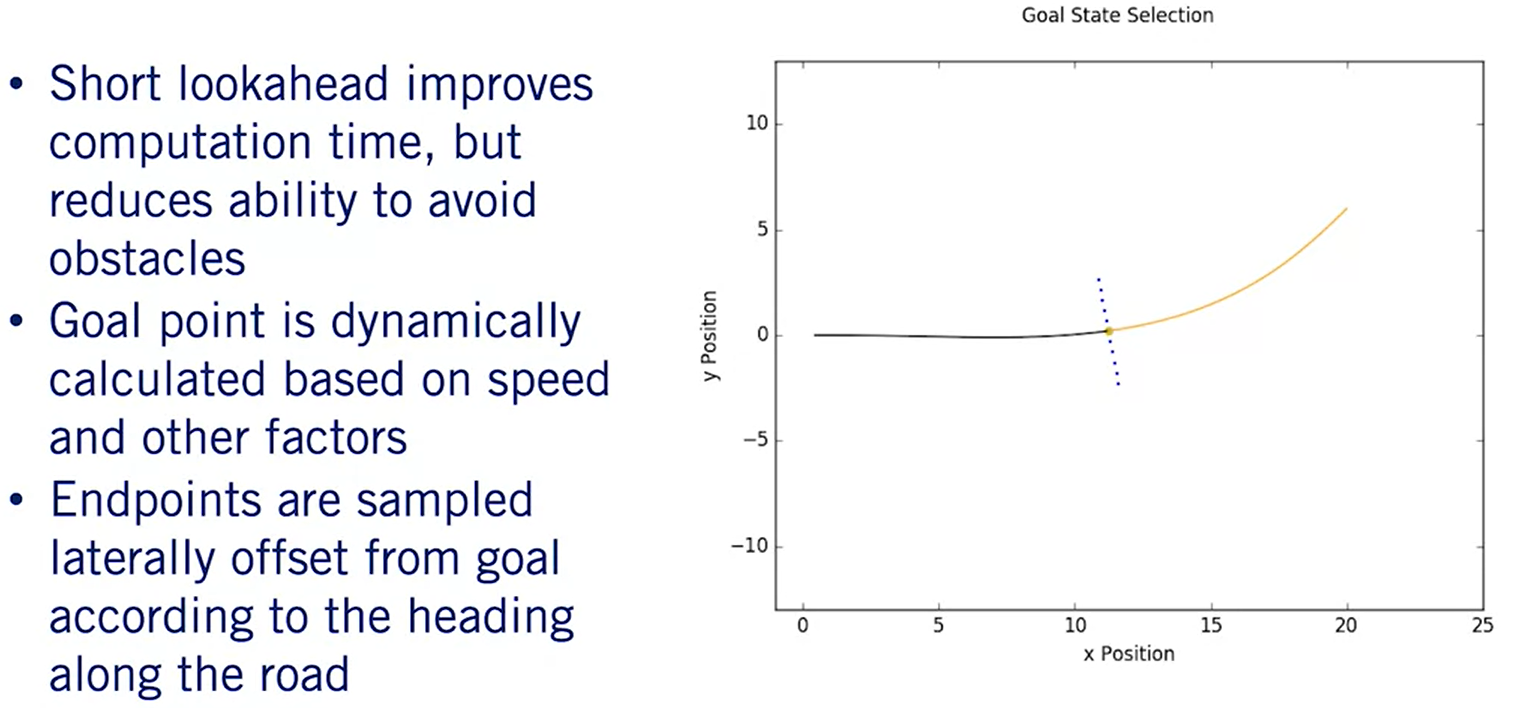 • Short lookahead improves
computation time, but
reduces ability to avoid
obstacles
• Goal point is dynamically
calculated based on speed
and other factors
• Endpoints are sampled
laterally offset from goal
according to the heading
along the road
Goal State Selection
y Position
10
5
0
−5
−10
0 5 10 15 20 25
x Position